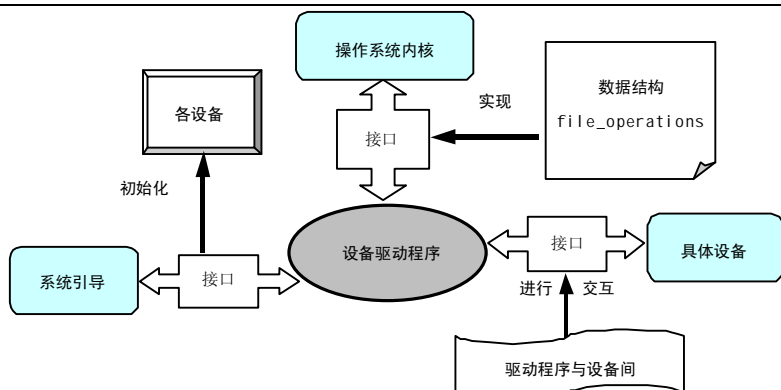 操作系统内核
数据结构
file_operations
实现
接口
各设备
初始化
设备驱动程序
接口
具体设备
系统引导
接口
进行
交互
驱动程序与设备间